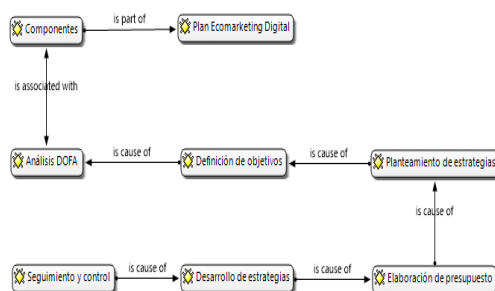 Componentes
is part of
Plan Ecomarketing Digital
is associated with
Análisis DOFA
is cause of
Definición de objetivos
is cause of
Planteamiento de estrategias
is cause of
Seguimiento y control
is cause of
Desarrollo de estrategias
is cause of
Elaboración de presupuesto